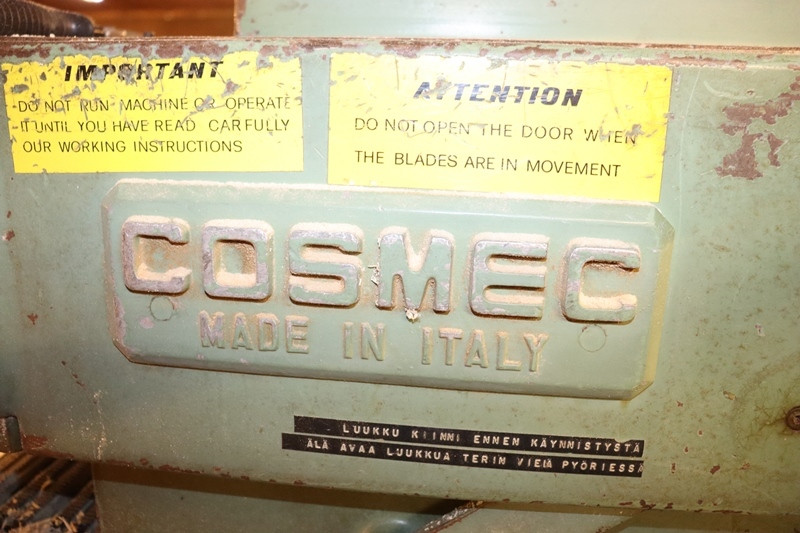 IMPORTANT
DO NOT RUN MACHINE OR OPERATE
IT UNTIL YOU HAVE READ CARFULLY
OUR WORKING INSTRUCTIONS
ATTENTION
DO NOT OPEN THE DOOR WHEN
THE BLADES ARE IN MOVEMENT
COSMEC
MADE IN ITALY
LUUKKU KIINNI ENNEN KÄYNNISTYSTÄ
ÄLÄ AVAA LUUKKUA TERIN VIELÄ PYÖRIESSÄ